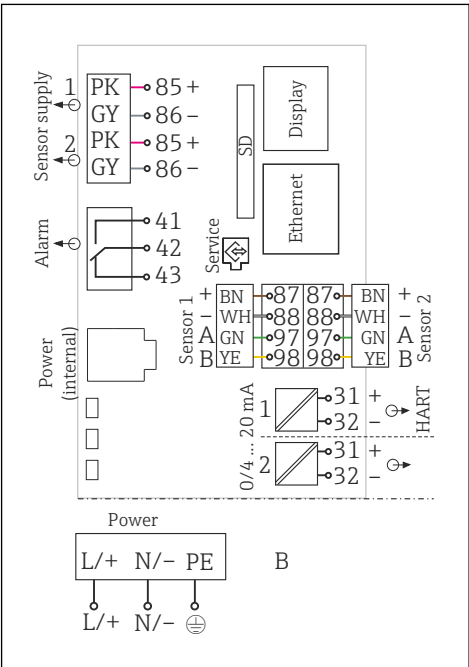 Sensor supply
1 PK 85 +
GY 86 −
2 PK 85 +
GY 86 −
SD
Display
Ethernet
Alarm
41
42
43
Service
Sensor 1
+ BN 87 87 BN +
− WH 88 88 WH −
A GN 97 97 GN A
B YE 98 98 YE B
Sensor 2
Power
(internal)
0/4 ... 20 mA
1 31 +
32 −
HART
2 31 +
32 −
Power
L/+ N/− PE
B
L/+ N/−